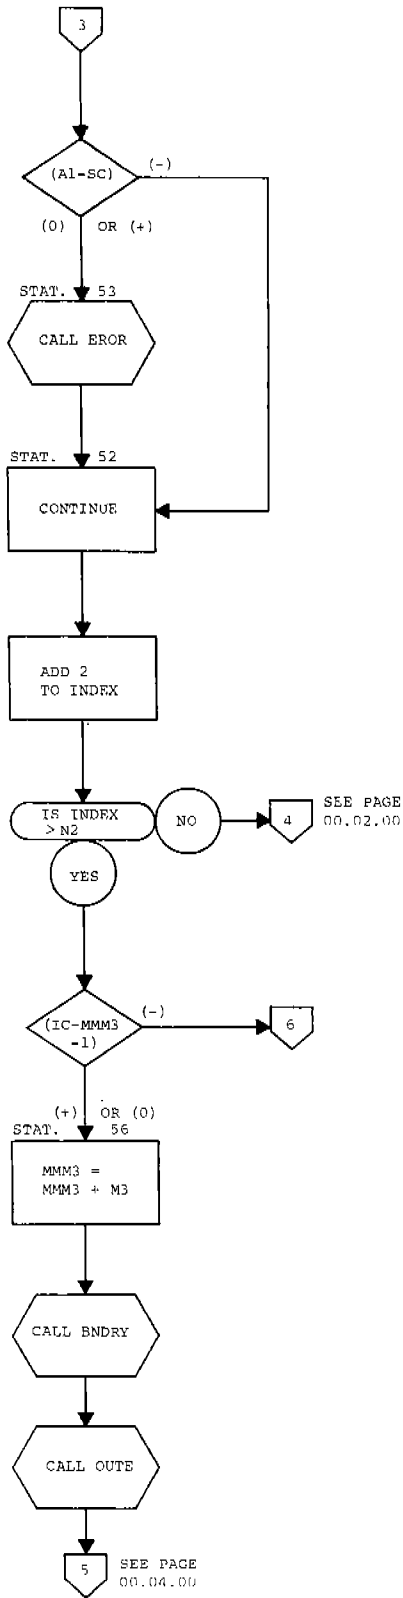 3
(A1-SC)
(-)
(0) OR (+)
STAT. 53
CALL EROR
STAT. 52
CONTINUE
ADD 2
TO INDEX
IS INDEX
> N2
NO
4
SEE PAGE
00.02.00
YES
(IC-MMM3
-1)
(-)
6
(+) OR (0)
STAT. 56
MMM3 =
MMM3 + M3
CALL BNDRY
CALL OUTE
5
SEE PAGE
00.04.00